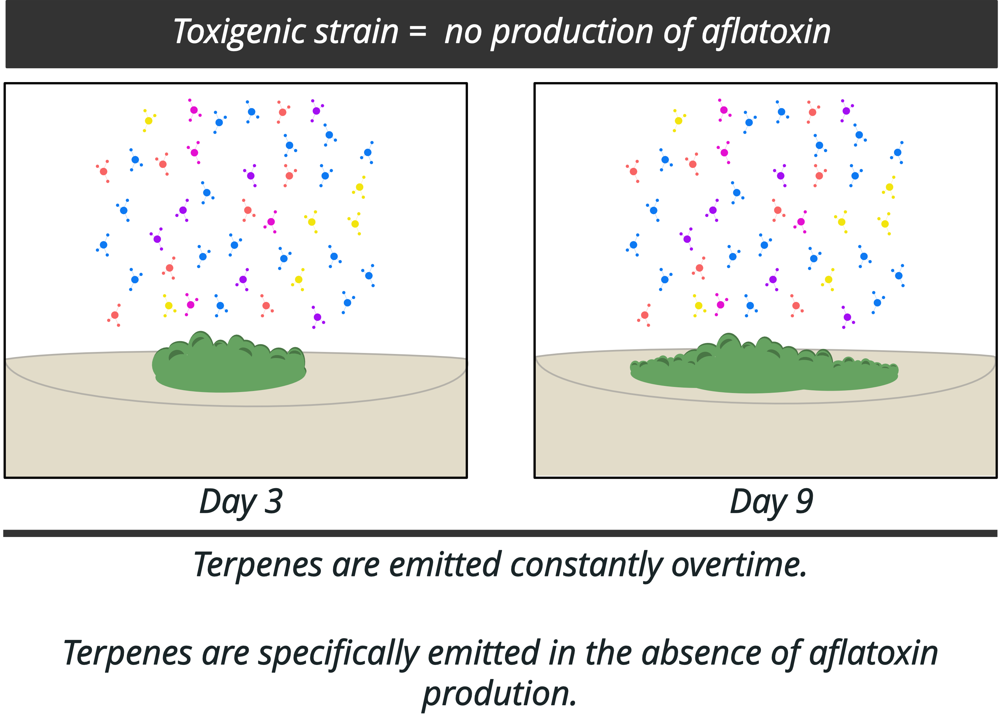 Toxigenic strain = no production of aflatoxin
Day 3
Day 9
Terpenes are emitted constantly overtime.
Terpenes are specifically emitted in the absence of aflatoxin
prodution.